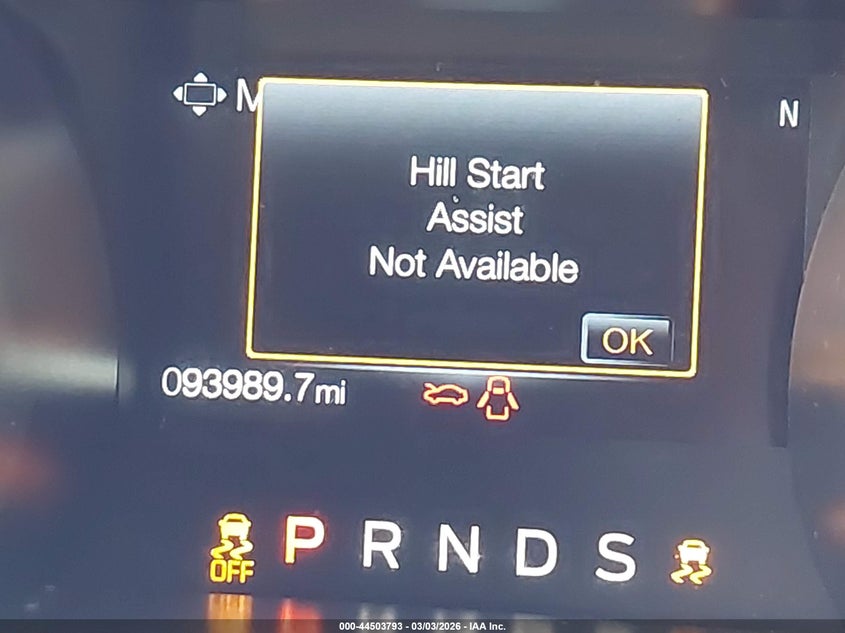 M
N
Hill Start
Assist
Not Available
OK
093989.7mi
OFF
P R N D S
000-44503793 - 03/03/2026 - IAA Inc.